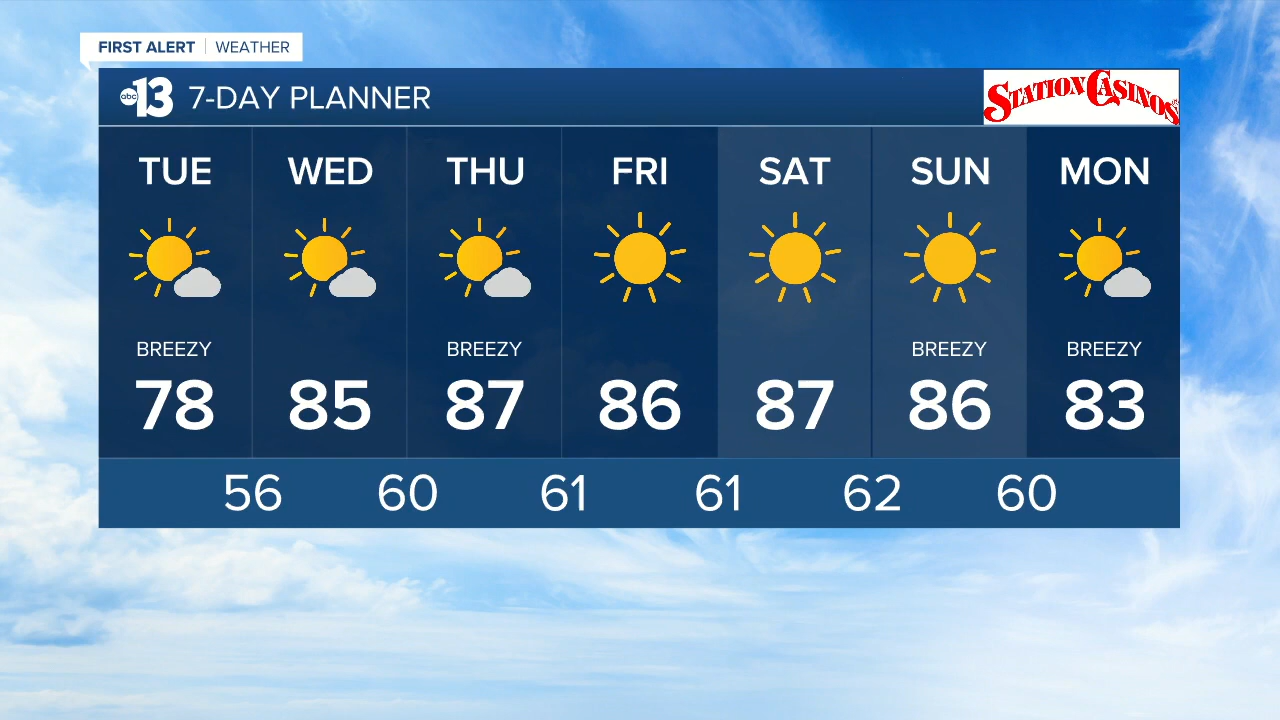 FIRST ALERT | WEATHER
abc 13 7-DAY PLANNER
STATION CASINOS
TUE WED THU FRI SAT SUN MON
BREEZY BREEZY BREEZY BREEZY
78 85 87 86 87 86 83
56 60 61 61 62 60